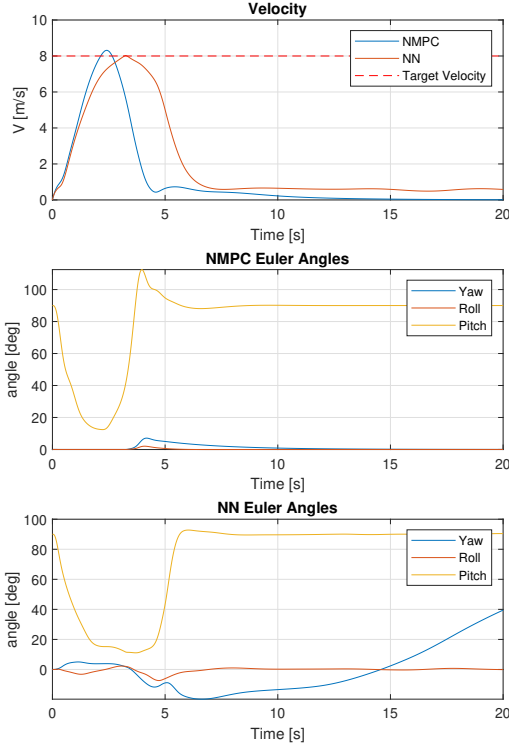 Velocity
10
8
6
4
2
0
V [m/s]
NMPC
NN
Target Velocity
0
5
10
15
20
Time [s]
NMPC Euler Angles
100
80
60
40
20
0
angle [deg]
Yaw
Roll
Pitch
0
5
10
15
20
Time [s]
NN Euler Angles
100
80
60
40
20
0
angle [deg]
Yaw
Roll
Pitch
0
5
10
15
20
Time [s]